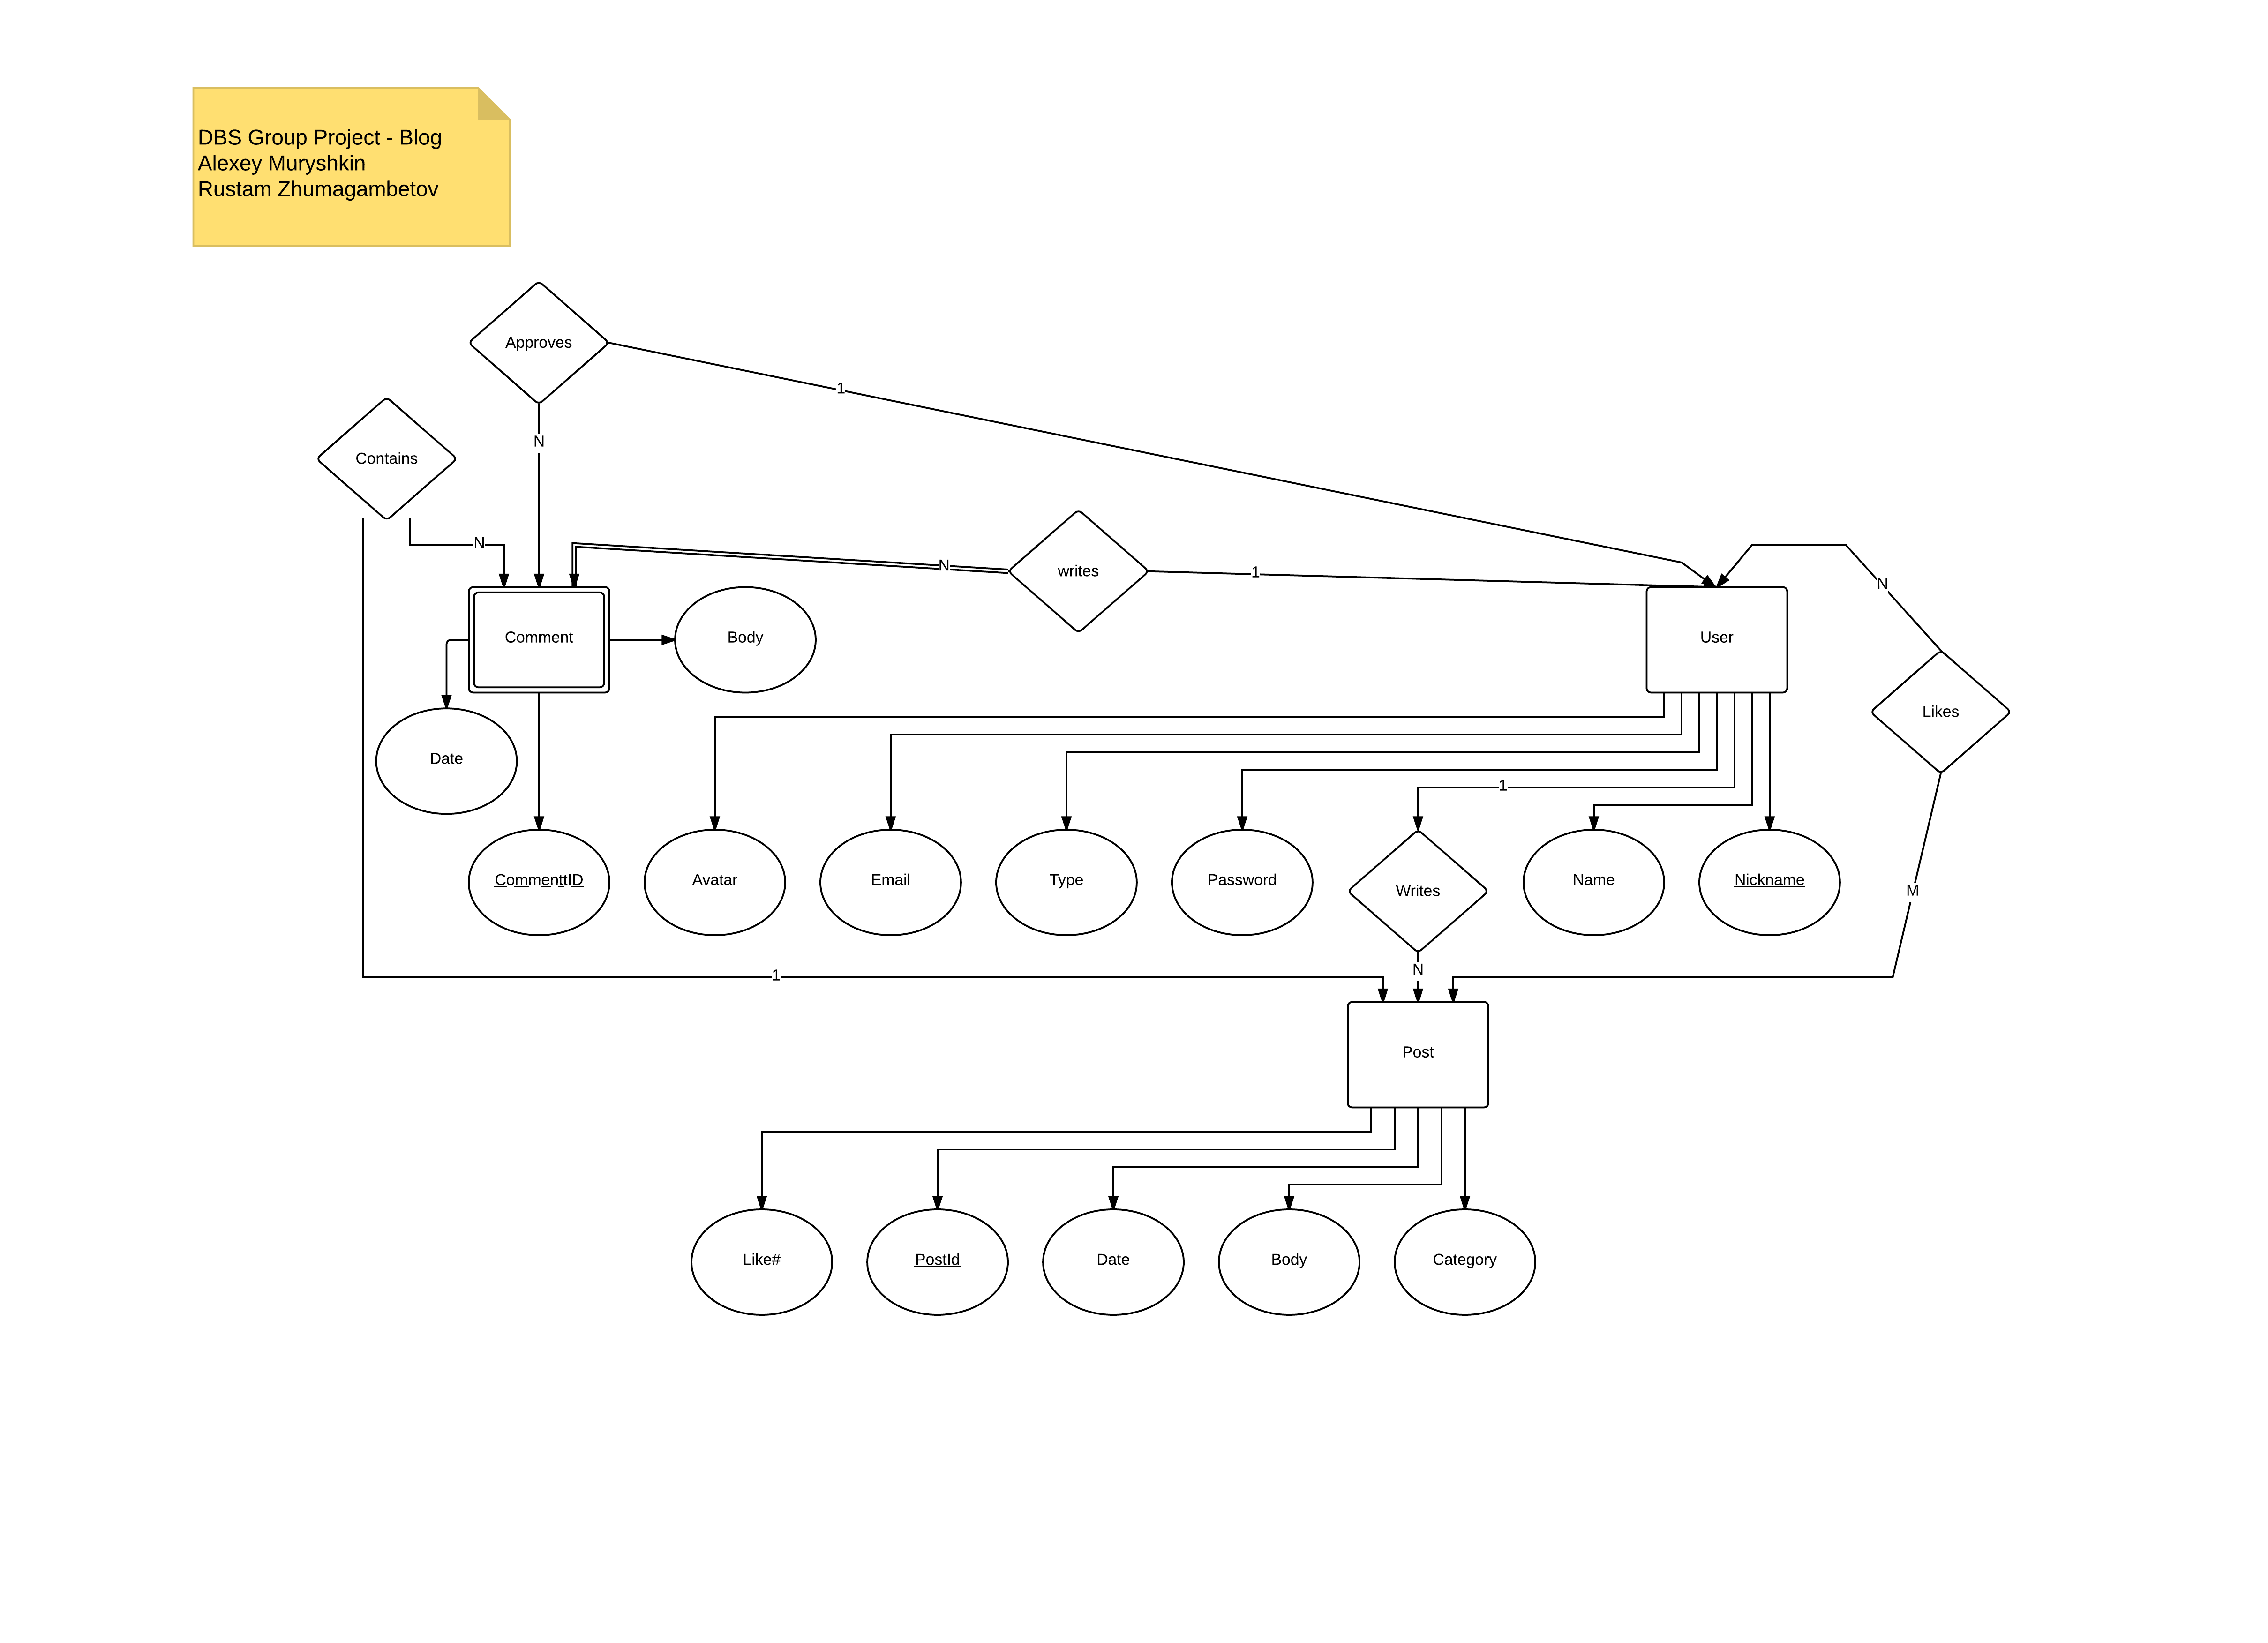 DBS Group Project - Blog
Alexey Muryshkin
Rustam Zhumagambetov
Approves
1
N
Contains
N
N
writes
1
N
Comment
Body
User
Likes
Date
1
CommenttID
Avatar
Email
Type
Password
Writes
Name
Nickname
M
1
N
Post
Like#
PostId
Date
Body
Category